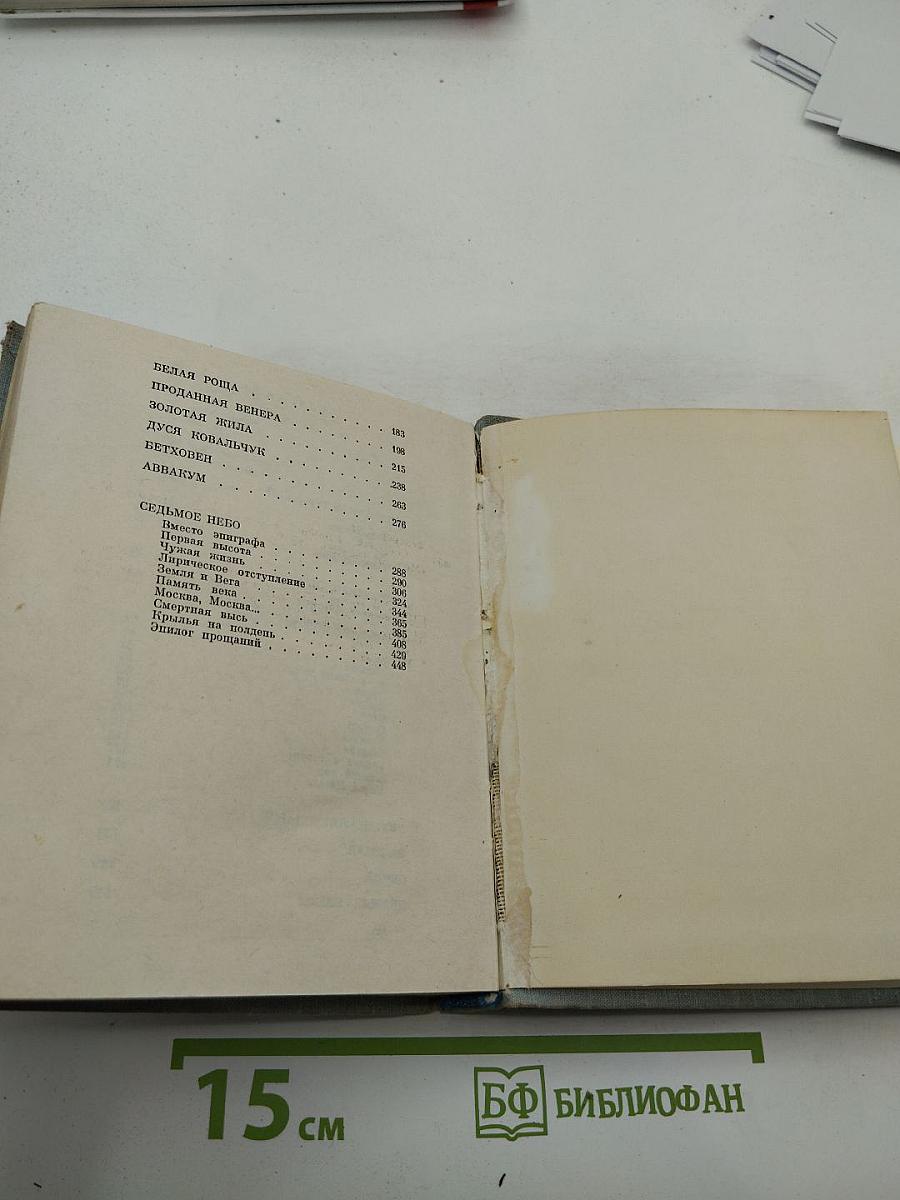 БЕЛАЯ РОЩА . . . . . . . . . . 183
ПРОДАННАЯ ВЕНЕРА . . . . . . . . 198
ЗОЛОТАЯ ЖИЛА . . . . . . . . . 215
ДУСЯ КОВАЛЬЧУК . . . . . . . . . 238
БЕТХОВЕН . . . . . . . . . . . 263
АВВАКУМ . . . . . . . . . . . 276
СЕДЬМОЕ НЕБО
Вместо эпиграфа . . . . . . . . . 288
Первая высота . . . . . . . . . 290
Чужая жизнь . . . . . . . . . 306
Лирическое отступление . . . . . . 324
Земля и Вега . . . . . . . . . 344
Память века . . . . . . . . . 365
Москва, Москва... . . . . . . . . . 385
Смертная высь . . . . . . . . . 408
Крылья на полдень . . . . . . . . 429
Эпилог прощаний . . . . . . . . . 448
15 см
БФ БИБЛИОФАН